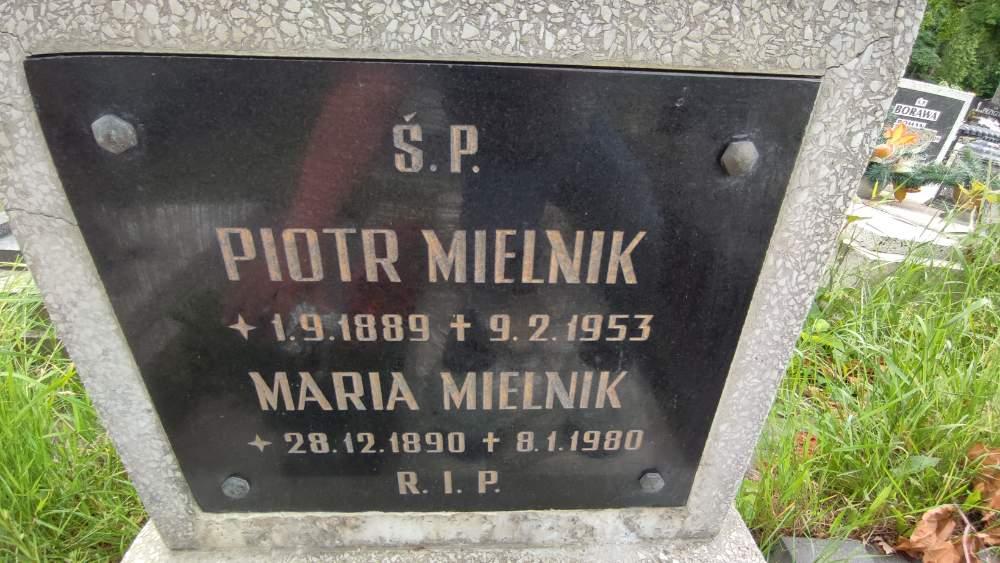 Ś. P.
PIOTR MIELNIK
✦ 1.9.1889 ✝ 9.2.1953
MARIA MIELNIK
✦ 28.12.1890 ✝ 8.1.1980
R. I. P.
BORAWA